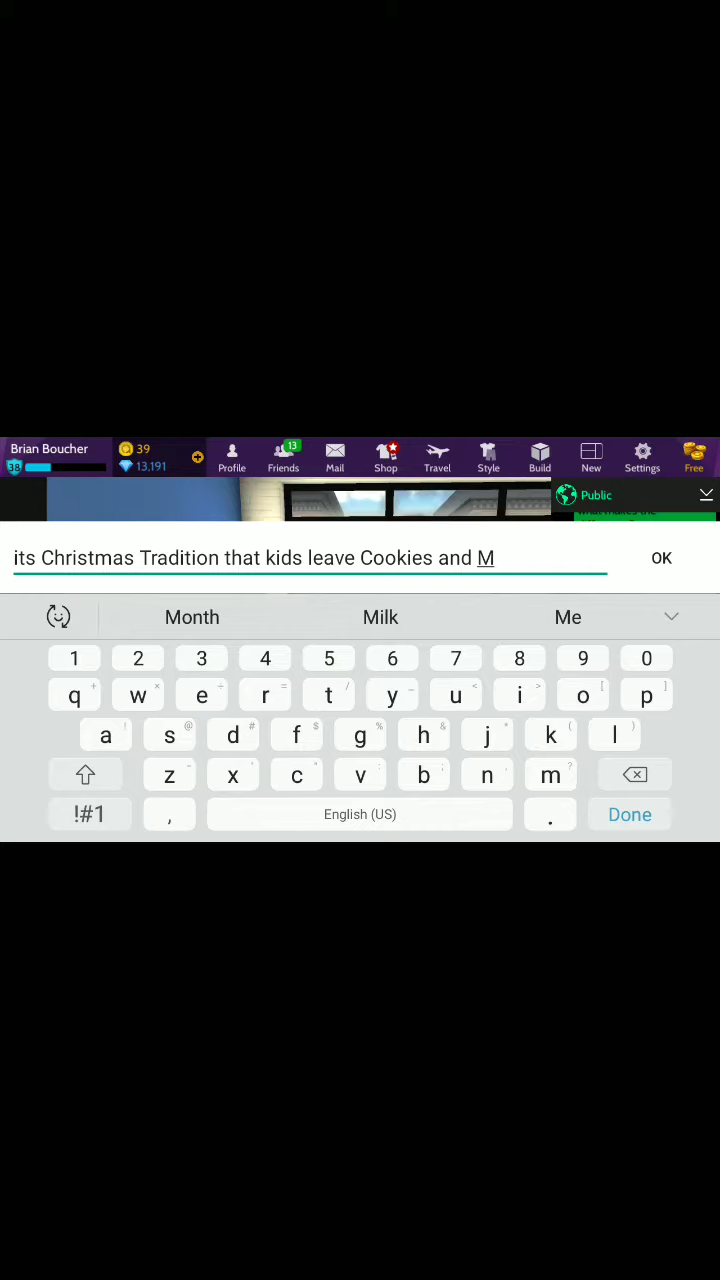 Brian Boucher
38
39
13,191
13
Profile Friends Mail Shop Travel Style Build New Settings Free
Public
its Christmas Tradition that kids leave Cookies and M
OK
Month Milk Me
1 2 3 4 5 6 7 8 9 0
q + w × e ÷ r = t / y _ u < i > o [ p ]
a ! s @ d # f $ g % h & j * k ( l )
z - x ' c " v : b ; n , m ?
!#1 , English (US) . Done